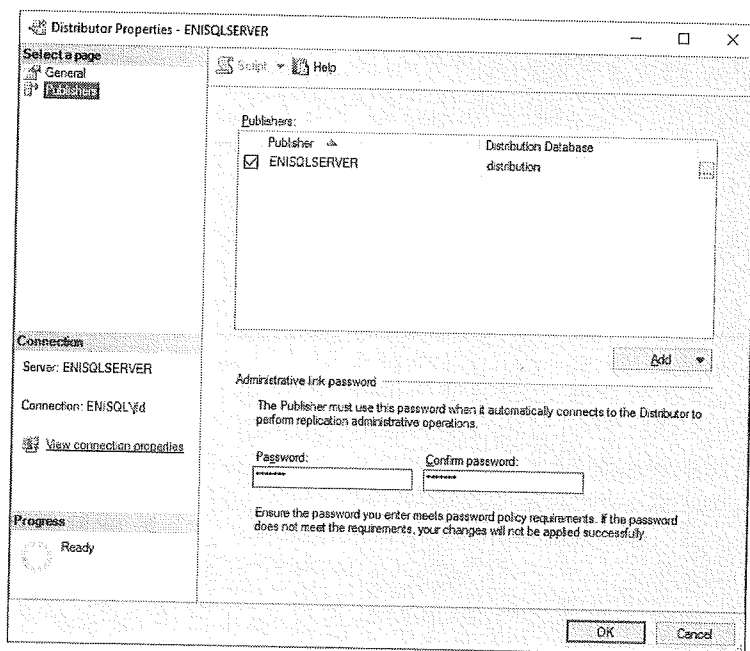 Distributor Properties - ENISQLSERVER
Select a page
General
Publishers
Script
Help
Publishers:
Publisher
Distribution Database
ENISQLSERVER
distribution
...
Add
Connection
Server: ENISQLSERVER
Connection: ENISQL\jfd
View connection properties
Progress
Ready
Administrative link password
The Publisher must use this password when it automatically connects to the Distributor to
perform replication administrative operations.
Password:
Confirm password:
*******
*******
Ensure the password you enter meets password policy requirements. If the password
does not meet the requirements, your changes will not be applied successfully.
OK
Cancel